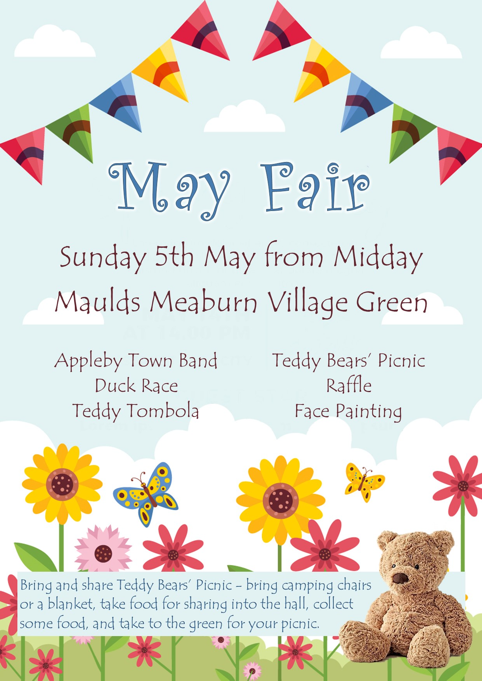 May Fair
Sunday 5th May from Midday
Maulds Meaburn Village Green
Appleby Town Band
Duck Race
Teddy Tombola
Teddy Bears' Picnic
Raffle
Face Painting
Bring and share Teddy Bears' Picnic – bring camping chairs
or a blanket, take food for sharing into the hall, collect
some food, and take to the green for your picnic.